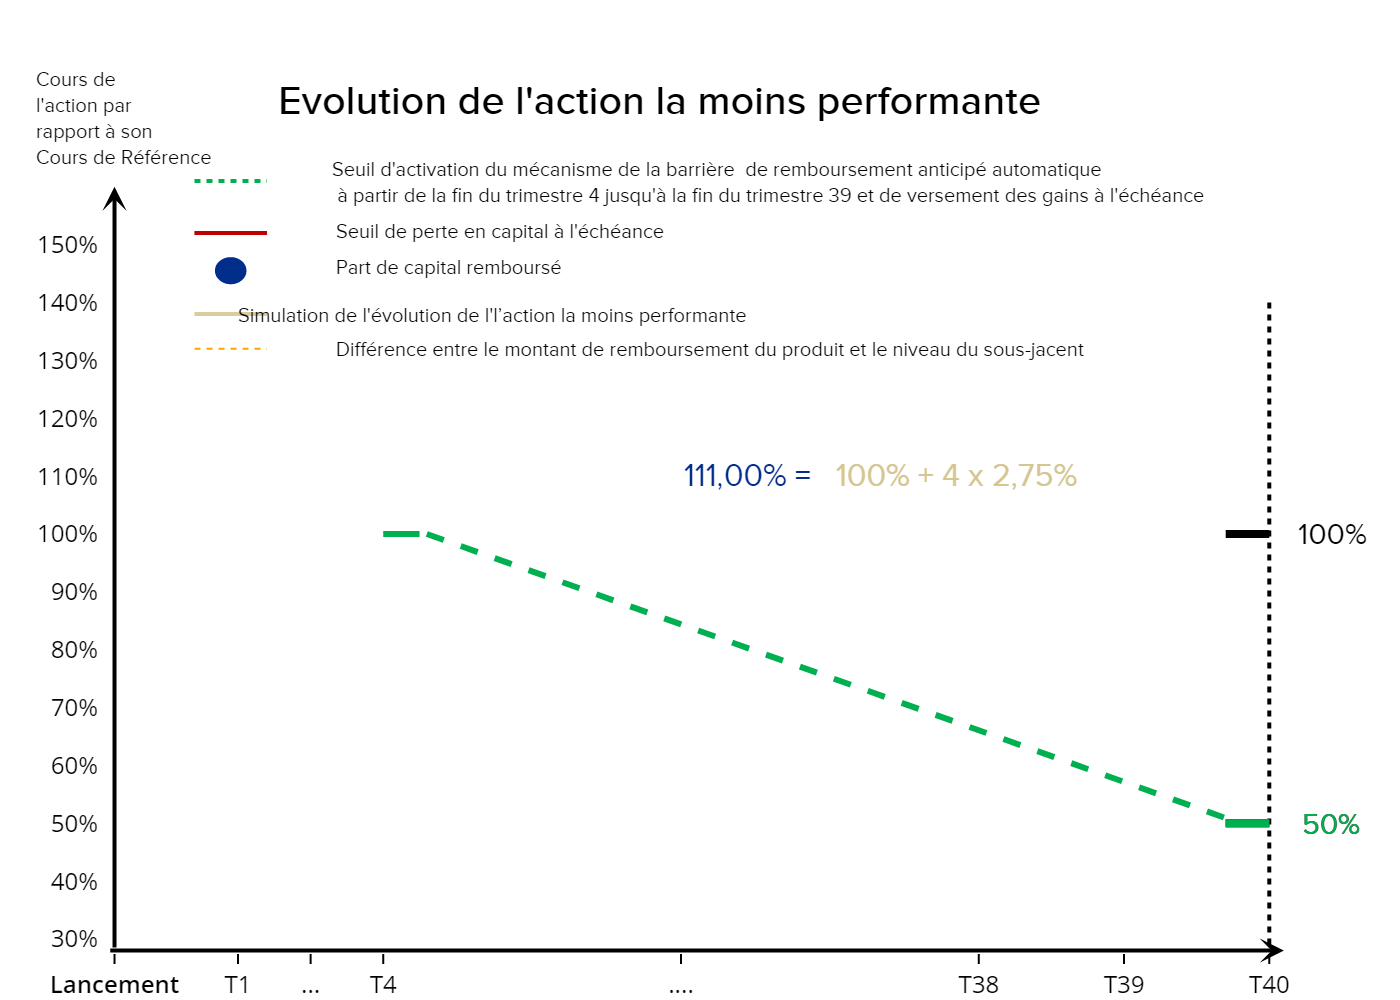 Cours de
l'action par
rapport à son
Cours de Référence
Evolution de l'action la moins performante
Seuil d'activation du mécanisme de la barrière  de remboursement anticipé automatique
à partir de la fin du trimestre 4 jusqu'à la fin du trimestre 39 et de versement des gains à l'échéance
Seuil de perte en capital à l'échéance
Part de capital remboursé
Simulation de l'évolution de l'l’action la moins performante
Différence entre le montant de remboursement du produit et le niveau du sous-jacent
150%
140%
130%
120%
110%
111,00% = 100% + 4 x 2,75%
100%
100%
90%
80%
70%
60%
50%
50%
40%
30%
Lancement T1 ... T4 .... T38 T39 T40